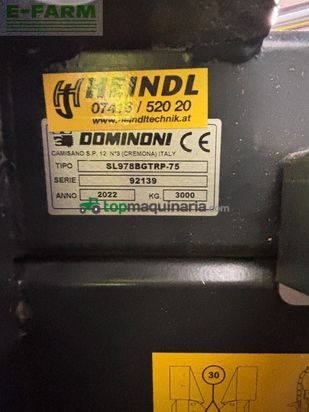 E-FARM
HEINDL
07416/520 20
www.heindltechnik.at
DOMINONI CE
CAMISANO S.P. 12 N°3 (CREMONA) ITALY
TIPO SL978BGTRP-75
SERIE 92139
ANNO 2022 KG. 3000
topmaquinaria.com
30